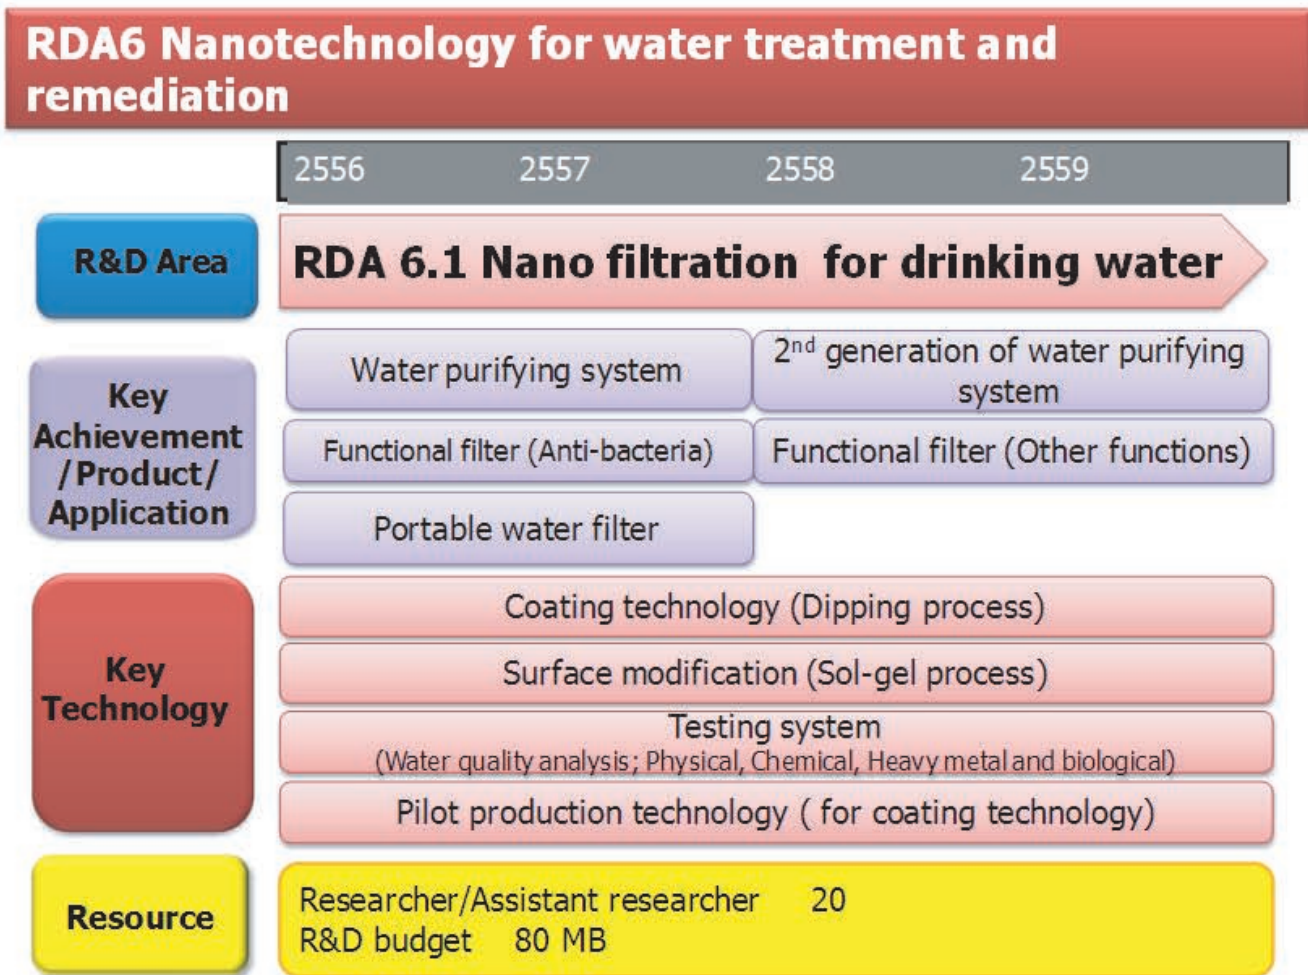 RDA6 Nanotechnology for water treatment and
remediation
2556 2557 2558 2559
R&D Area
RDA 6.1 Nano filtration for drinking water
Key
Achievement
/Product/
Application
Water purifying system
2nd generation of water purifying
system
Functional filter (Anti-bacteria)
Functional filter (Other functions)
Portable water filter
Key
Technology
Coating technology (Dipping process)
Surface modification (Sol-gel process)
Testing system
(Water quality analysis; Physical, Chemical, Heavy metal and biological)
Pilot production technology ( for coating technology)
Resource
Researcher/Assistant researcher 20
R&D budget 80 MB